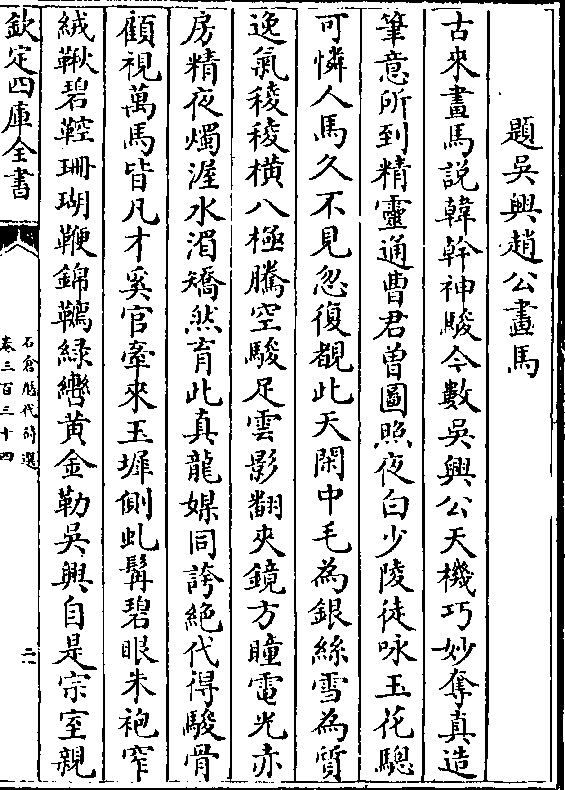 題吳興趙公畫馬
古來畫馬説韓幹神駿今數吳興公天機巧妙奪真造
筆意所到精靈通曹君曽圖照夜白少陵徒咏玉花驄
可憐人馬久不見忽復覩此天閑中毛為銀絲雪為質
逸氣稜稜橫八極騰空駿足雲影翻夾鏡方瞳電光赤
房精夜燭渥水湄矯然育此真龍媒同誇絶代得駿骨
顧視萬馬皆凡才奚官牽來玉墀側虬髯碧眼朱袍窄
絨鞦碧鞚珊瑚鞭錦韉緑轡黃金勒吳興自是宗室親
欽定四庫全書
石倉歴代詩選
卷三百三十四
二